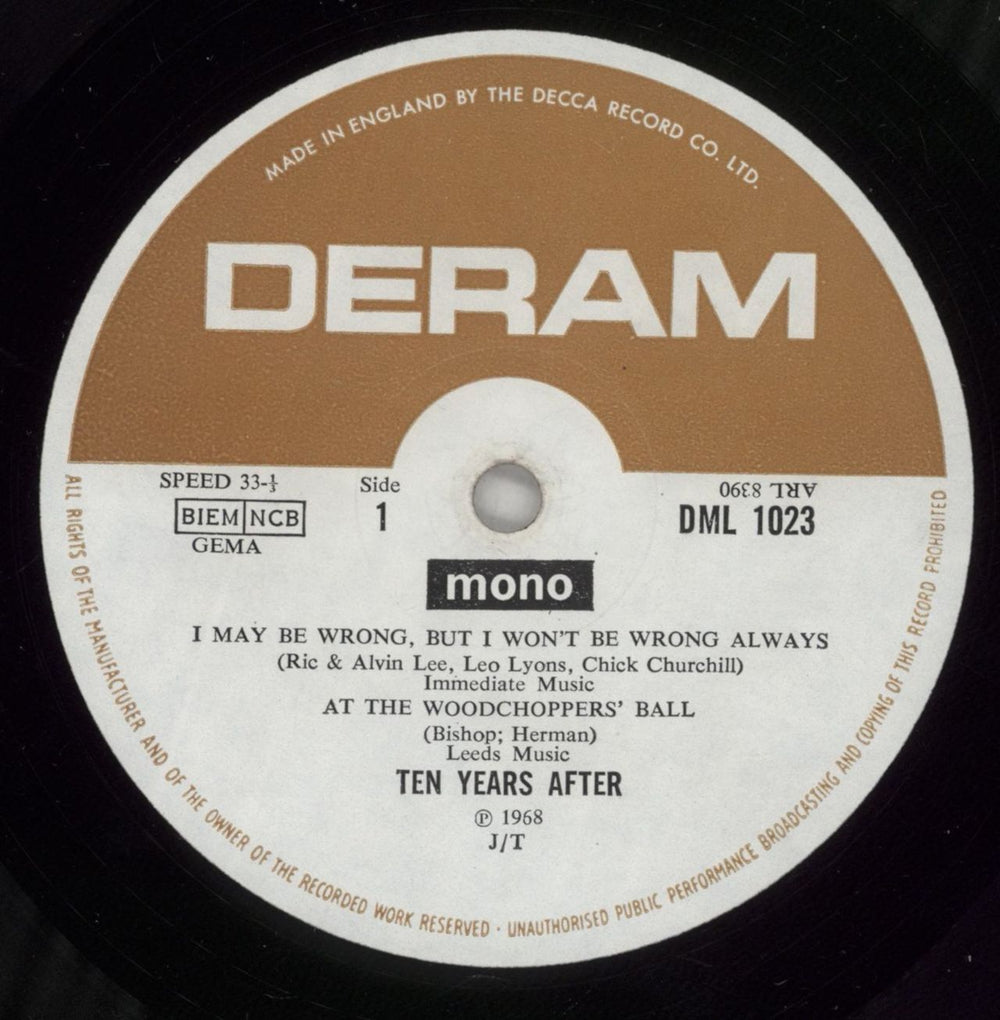 MADE IN ENGLAND BY THE DECCA RECORD CO. LTD.
DERAM
SPEED 33-⅓
BIEM NCB
GEMA
Side
1
ARL 8390
DML 1023
mono
I MAY BE WRONG, BUT I WON'T BE WRONG ALWAYS
(Ric & Alvin Lee, Leo Lyons, Chick Churchill)
Immediate Music
AT THE WOODCHOPPERS' BALL
(Bishop; Herman)
Leeds Music
TEN YEARS AFTER
℗ 1968
J/T
ALL RIGHTS OF THE MANUFACTURER AND OF THE OWNER OF THE RECORDED WORK RESERVED · UNAUTHORISED PUBLIC PERFORMANCE BROADCASTING AND COPYING OF THIS RECORD PROHIBITED